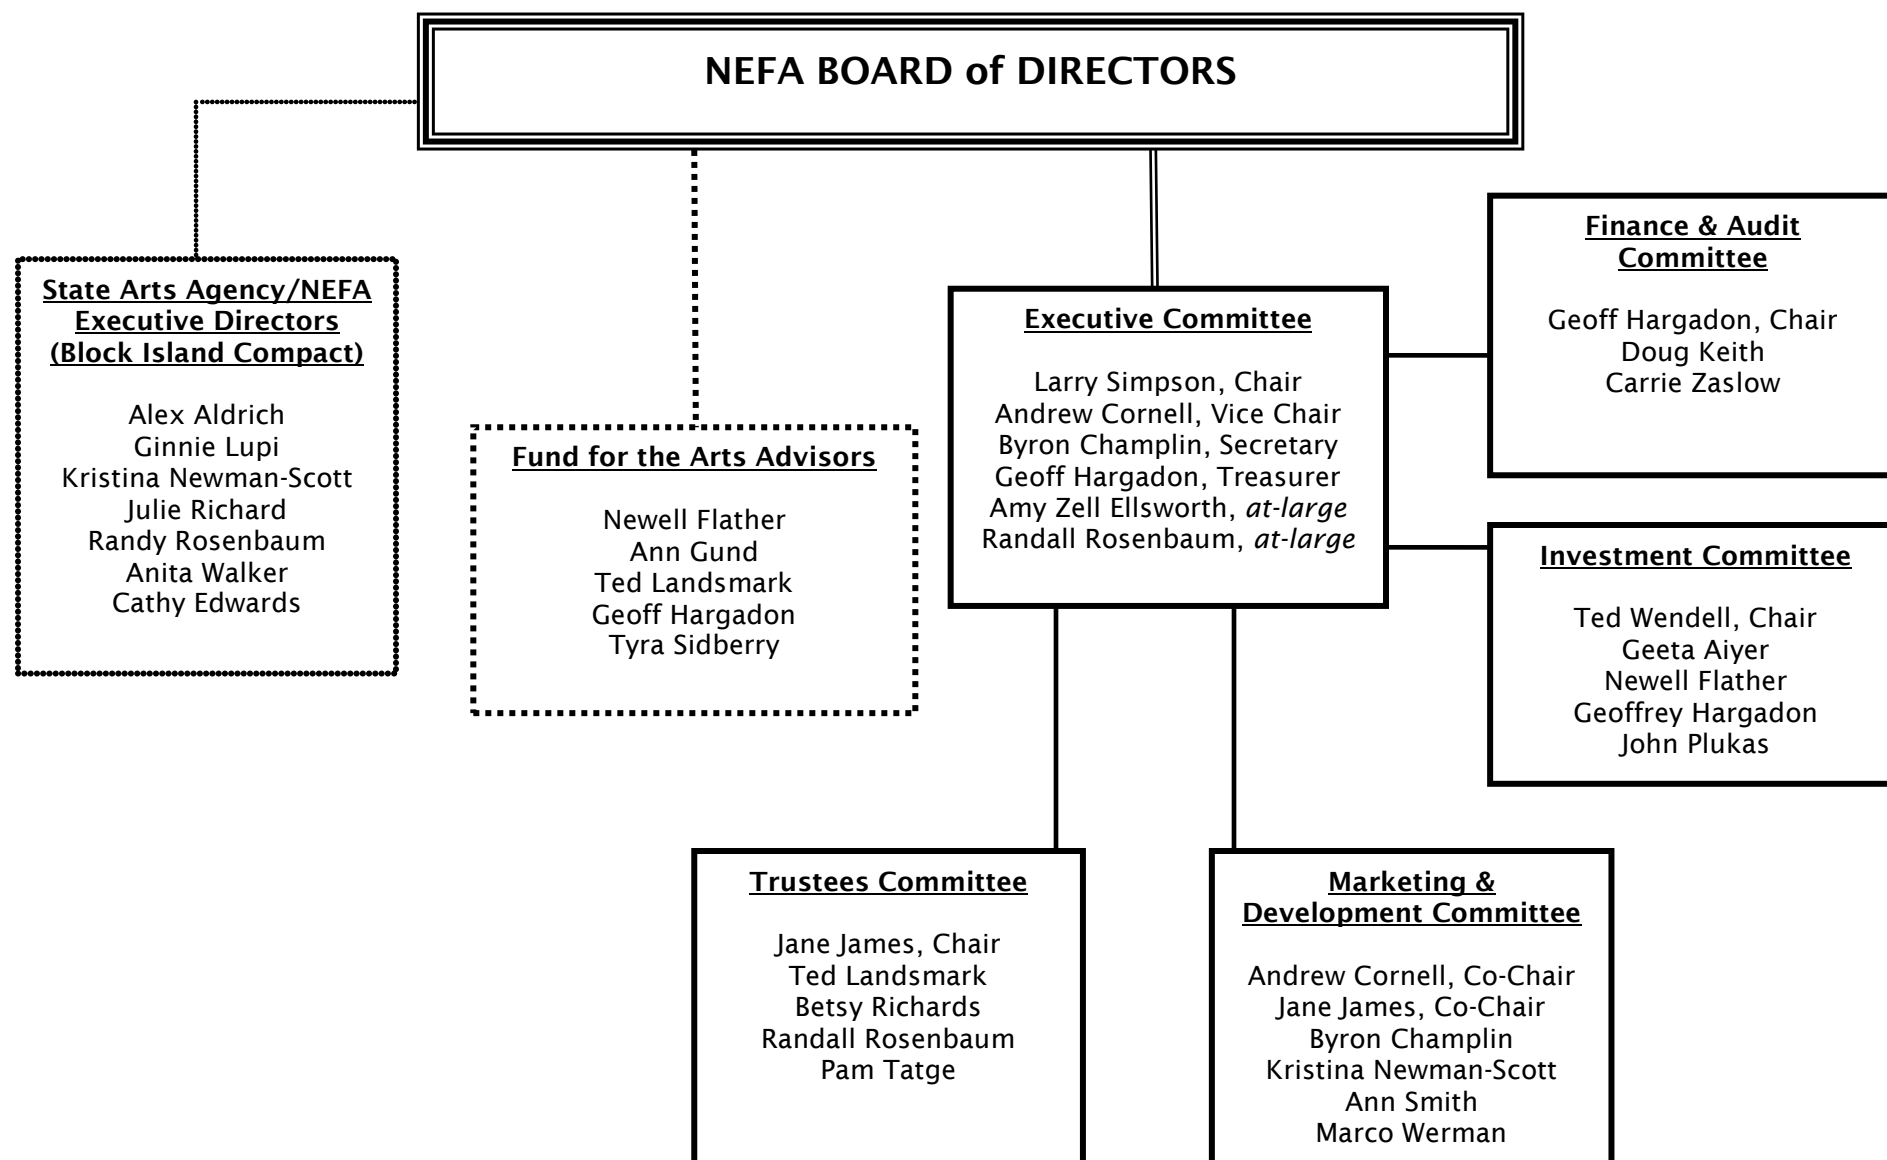 NEFA BOARD of DIRECTORS
State Arts Agency/NEFA
Executive Directors
(Block Island Compact)
Alex Aldrich
Ginnie Lupi
Kristina Newman-Scott
Julie Richard
Randy Rosenbaum
Anita Walker
Cathy Edwards
Fund for the Arts Advisors
Newell Flather
Ann Gund
Ted Landsmark
Geoff Hargadon
Tyra Sidberry
Executive Committee
Larry Simpson, Chair
Andrew Cornell, Vice Chair
Byron Champlin, Secretary
Geoff Hargadon, Treasurer
Amy Zell Ellsworth, at-large
Randall Rosenbaum, at-large
Finance & Audit
Committee
Geoff Hargadon, Chair
Doug Keith
Carrie Zaslow
Investment Committee
Ted Wendell, Chair
Geeta Aiyer
Newell Flather
Geoffrey Hargadon
John Plukas
Trustees Committee
Jane James, Chair
Ted Landsmark
Betsy Richards
Randall Rosenbaum
Pam Tatge
Marketing &
Development Committee
Andrew Cornell, Co-Chair
Jane James, Co-Chair
Byron Champlin
Kristina Newman-Scott
Ann Smith
Marco Werman